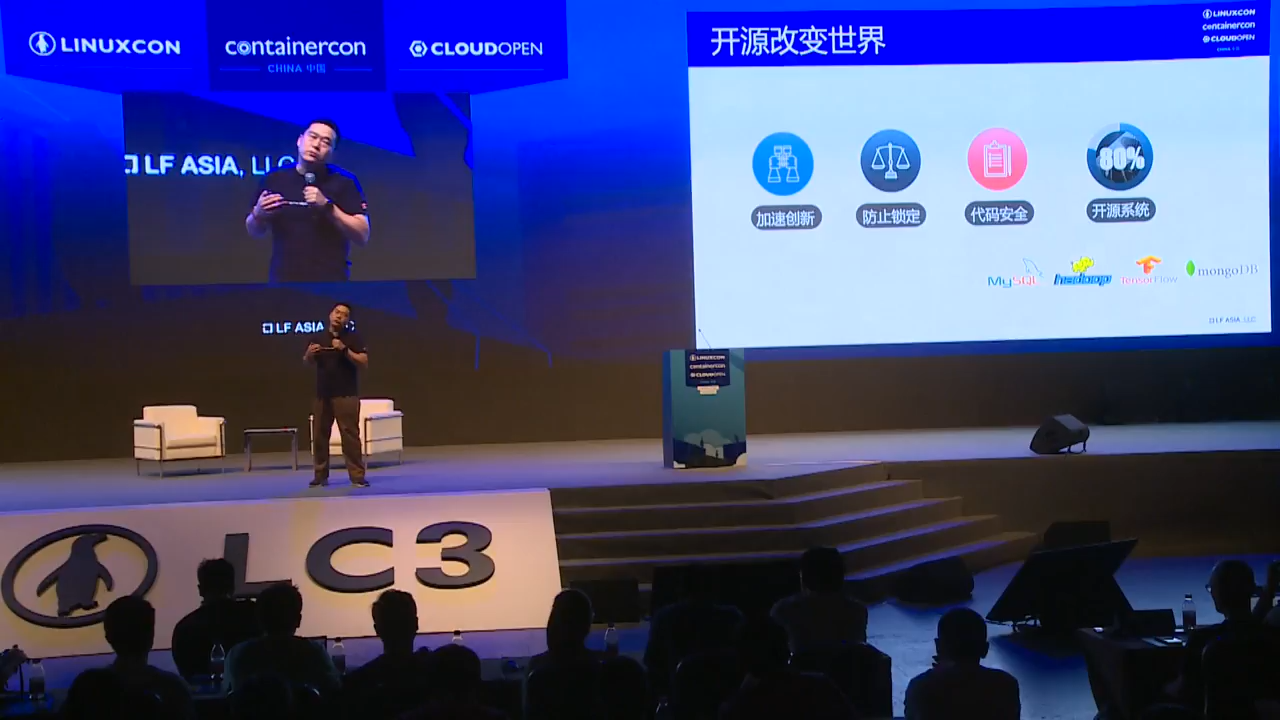 LINUXCON
containercon
CHINA 中国
CLOUDOPEN
LF ASIA, LLC
LF ASIA
开源改变世界
LINUXCON
containercon
CLOUDOPEN
80%
加速创新
防止锁定
代码安全
开源系统
MySQL
hadoop
TensorFlow
mongoDB
LF ASIA, LLC
LINUXCON
containercon
CLOUDOPEN
LC3